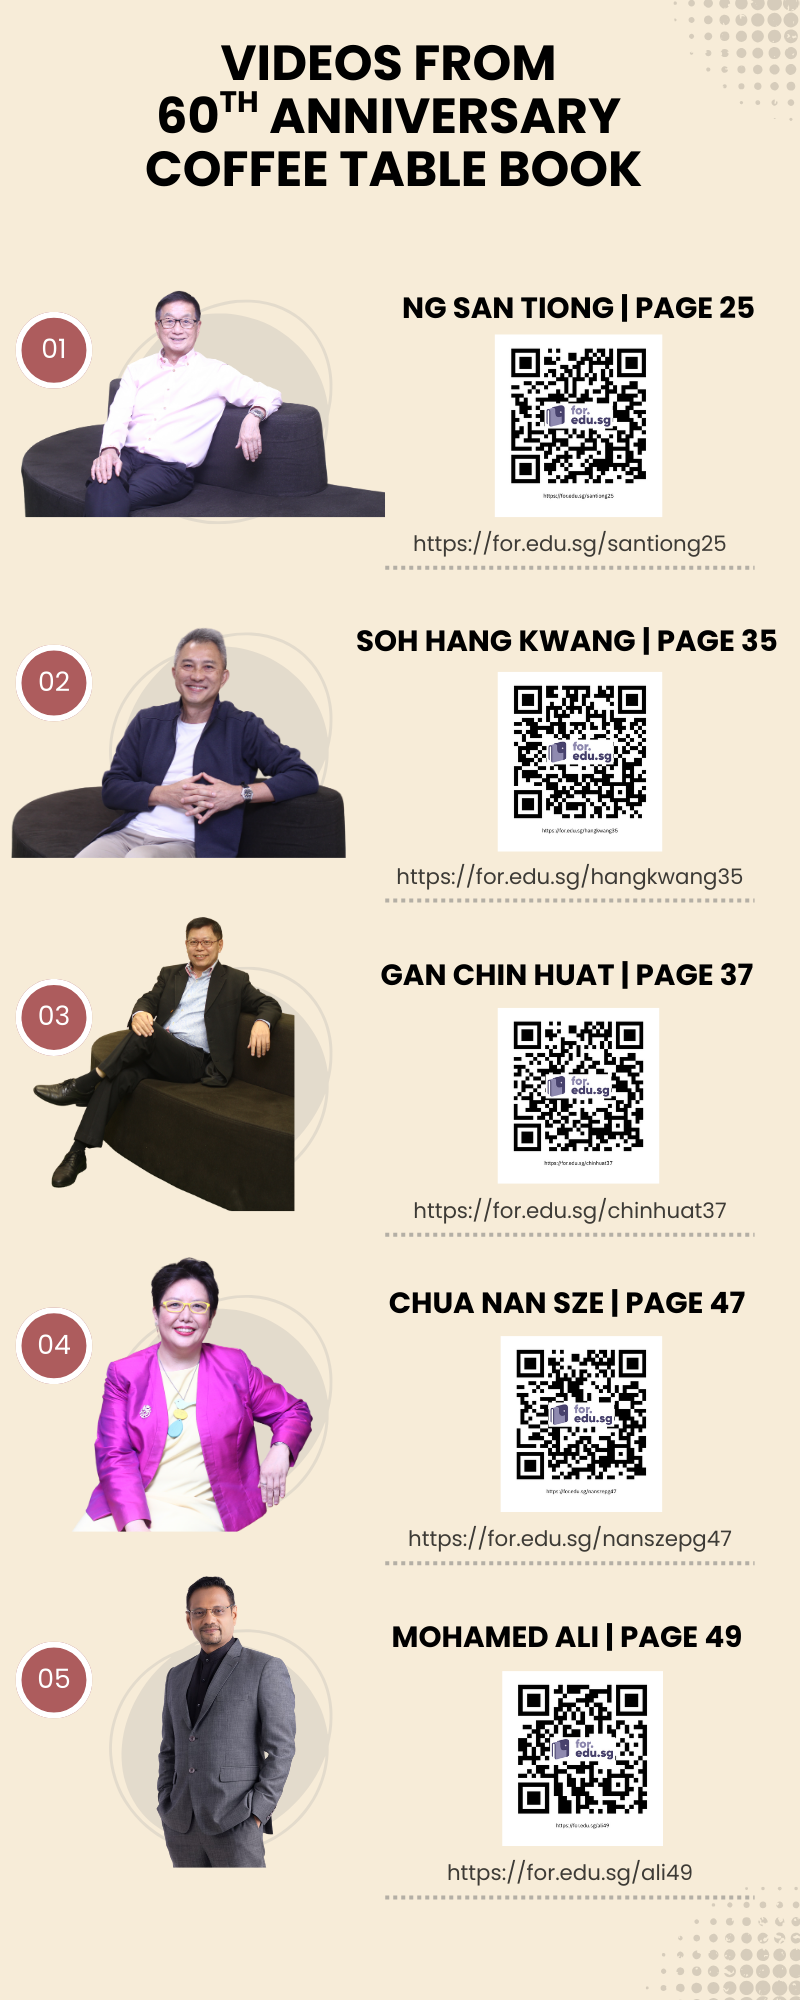 VIDEOS FROM
60TH ANNIVERSARY
COFFEE TABLE BOOK
01
NG SAN TIONG | PAGE 25
for.
edu.sg
https://for.edu.sg/santiong25
https://for.edu.sg/santiong25
02
SOH HANG KWANG | PAGE 35
for.
edu.sg
https://for.edu.sg/hangkwang35
https://for.edu.sg/hangkwang35
03
GAN CHIN HUAT | PAGE 37
for.
edu.sg
https://for.edu.sg/chinhuat37
https://for.edu.sg/chinhuat37
04
CHUA NAN SZE | PAGE 47
for.
edu.sg
https://for.edu.sg/nanszepg47
https://for.edu.sg/nanszepg47
05
MOHAMED ALI | PAGE 49
for.
edu.sg
https://for.edu.sg/ali49
https://for.edu.sg/ali49